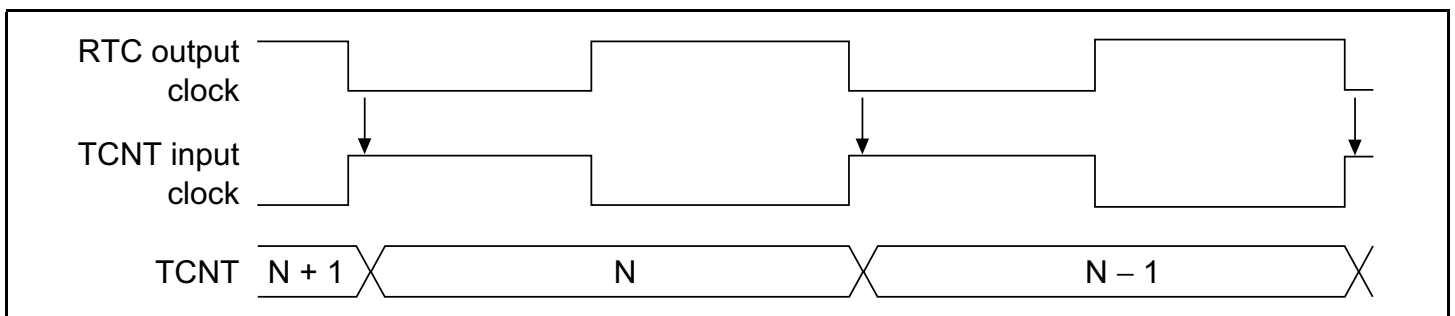 RTC output
clock
TCNT input
clock
TCNT N + 1 N N – 1